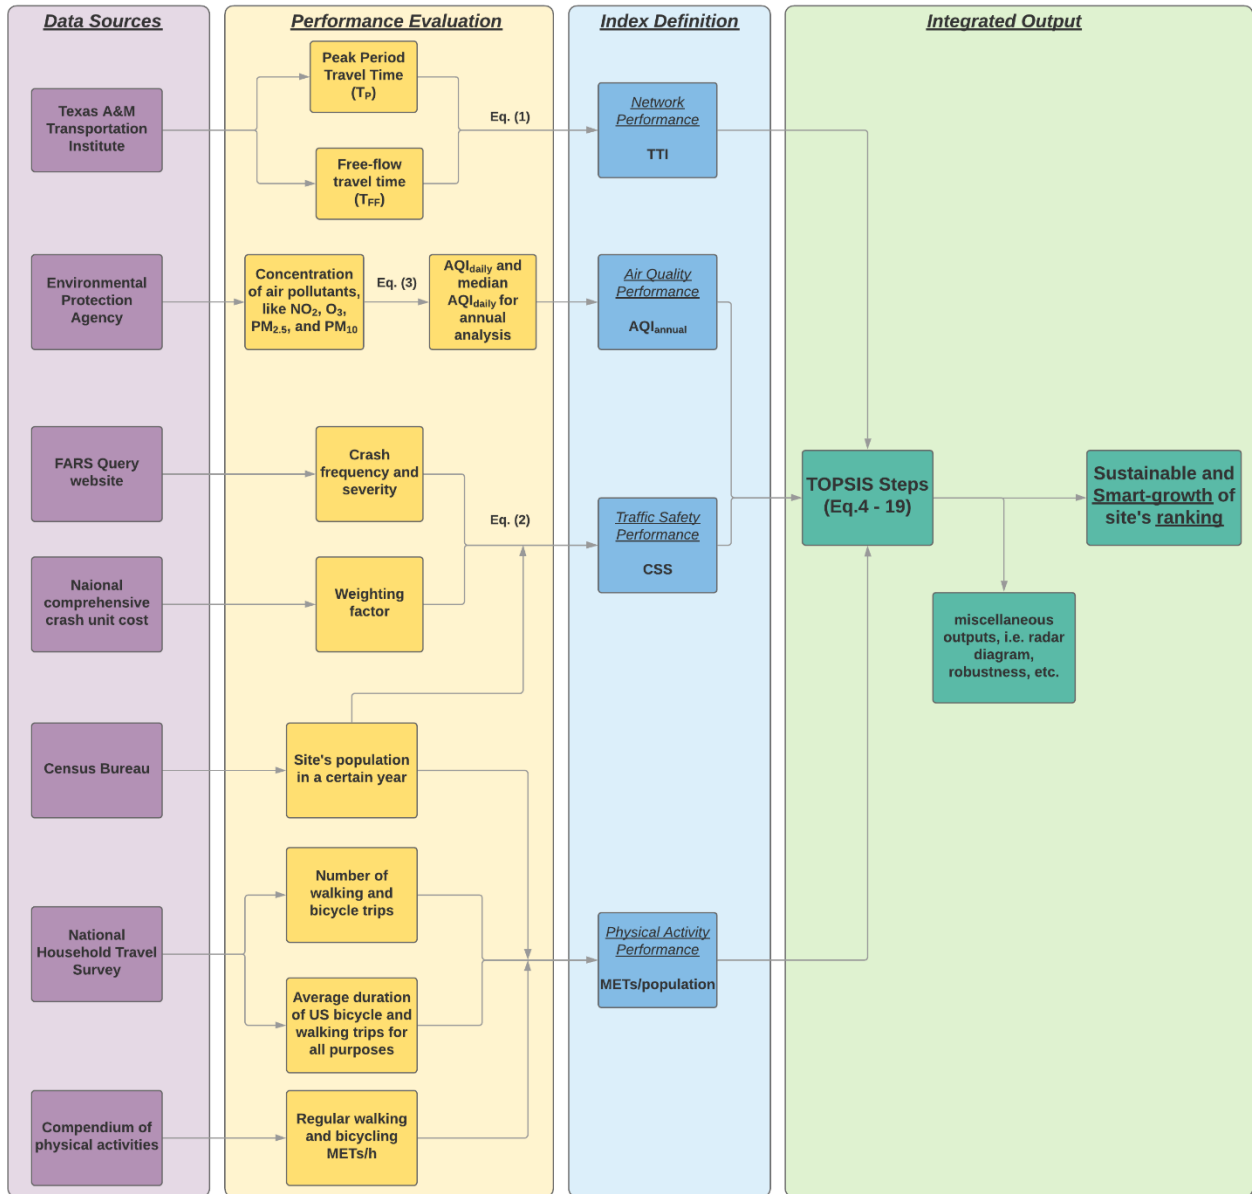 Data Sources
Performance Evaluation
Index Definition
Integrated Output
Texas A&M
Transportation
Institute
Peak Period
Travel Time
(TP)
Free-flow
travel time
(TFF)
Eq. (1)
Network
Performance
TTI
Environmental
Protection
Agency
Concentration
of air pollutants,
like NO2, O3,
PM2.5, and PM10
Eq. (3)
AQIdaily and
median
AQIdaily for
annual
analysis
Air Quality
Performance
AQIannual
FARS Query
website
Crash
frequency and
severity
Eq. (2)
Traffic Safety
Performance
CSS
TOPSIS Steps
(Eq.4 - 19)
Sustainable and
Smart-growth of
site's ranking
Naional
comprehensive
crash unit cost
Weighting
factor
miscellaneous
outputs, i.e. radar
diagram,
robustness, etc.
Census Bureau
Site's population
in a certain year
National
Household Travel
Survey
Number of
walking and
bicycle trips
Average duration
of US bicycle and
walking trips for
all purposes
Physical Activity
Performance
METs/population
Compendium of
physical activities
Regular walking
and bicycling
METs/h